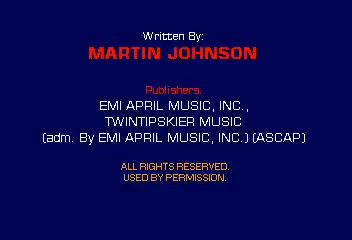 Written By:
MARTIN JOHNSON
Publishers:
EMI APRIL MUSIC, INC.,
TWINTIPSKIER MUSIC
(adm. By EMI APRIL MUSIC, INC.) (ASCAP)
ALL RIGHTS RESERVED.
USED BY PERMISSION.